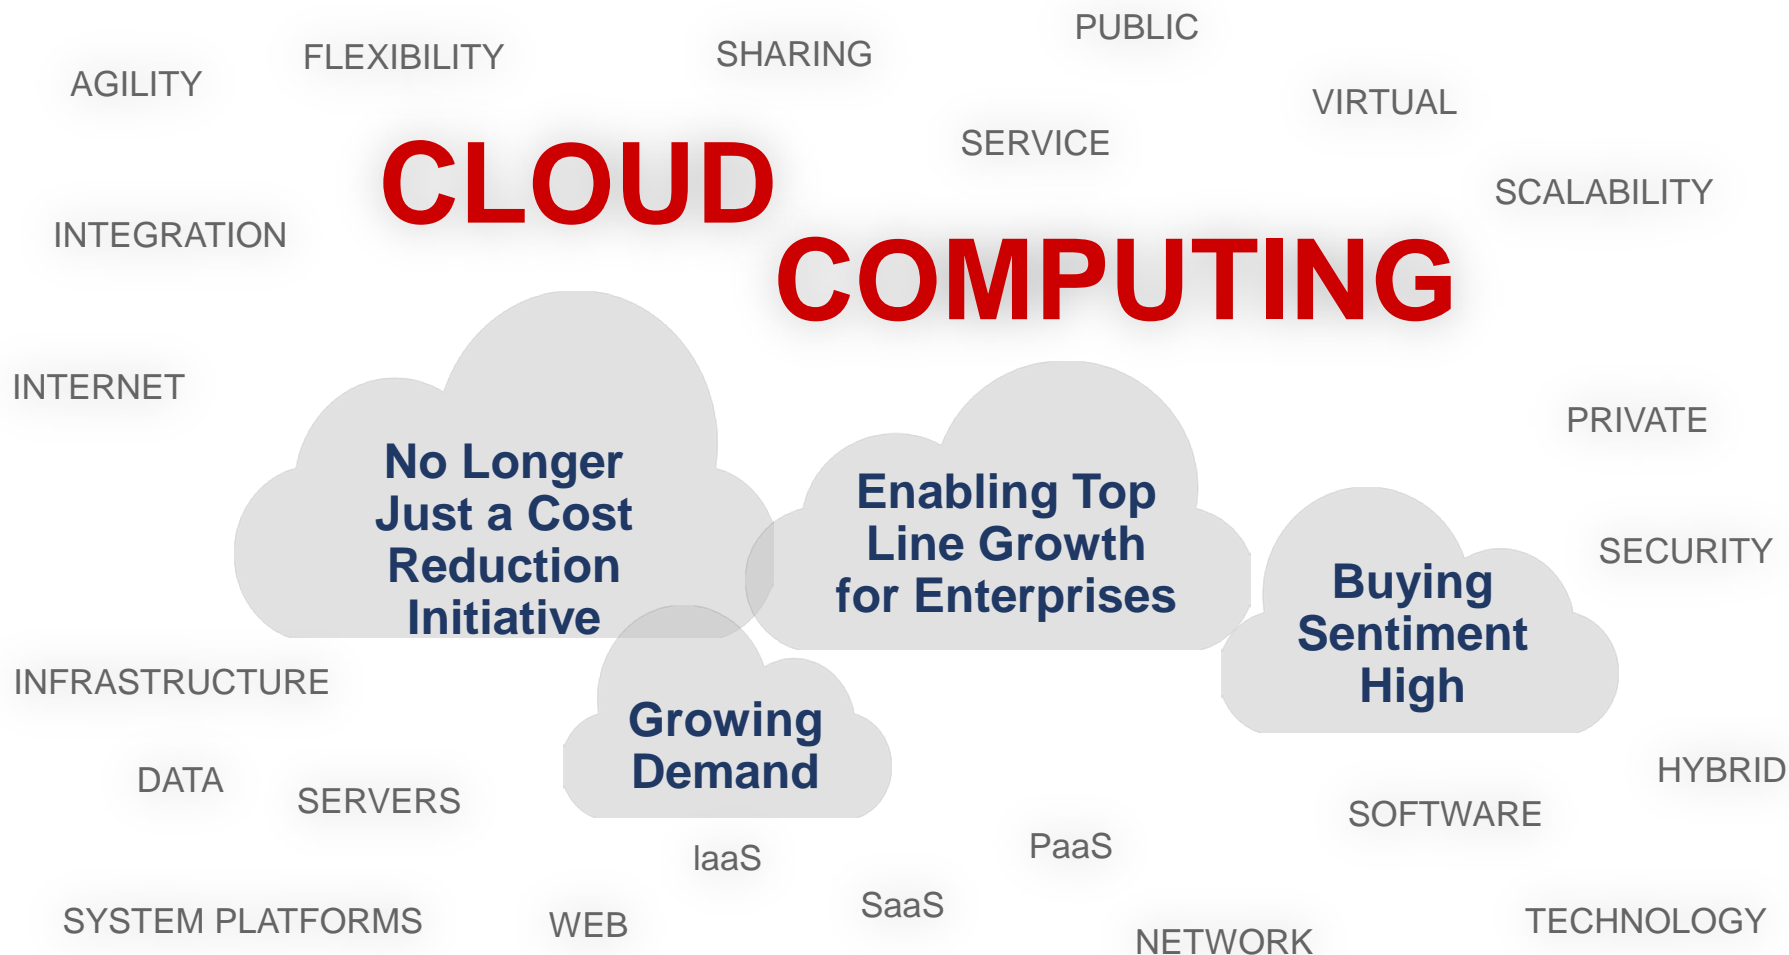 PUBLIC
FLEXIBILITY
SHARING
AGILITY
VIRTUAL
SERVICE
CLOUD
SCALABILITY
INTEGRATION
COMPUTING
INTERNET
PRIVATE
No Longer
Just a Cost
Reduction
Initiative
Enabling Top
Line Growth
for Enterprises
SECURITY
Buying
Sentiment
High
INFRASTRUCTURE
Growing
Demand
DATA
SERVERS
HYBRID
SOFTWARE
IaaS
PaaS
SaaS
SYSTEM PLATFORMS
WEB
NETWORK
TECHNOLOGY